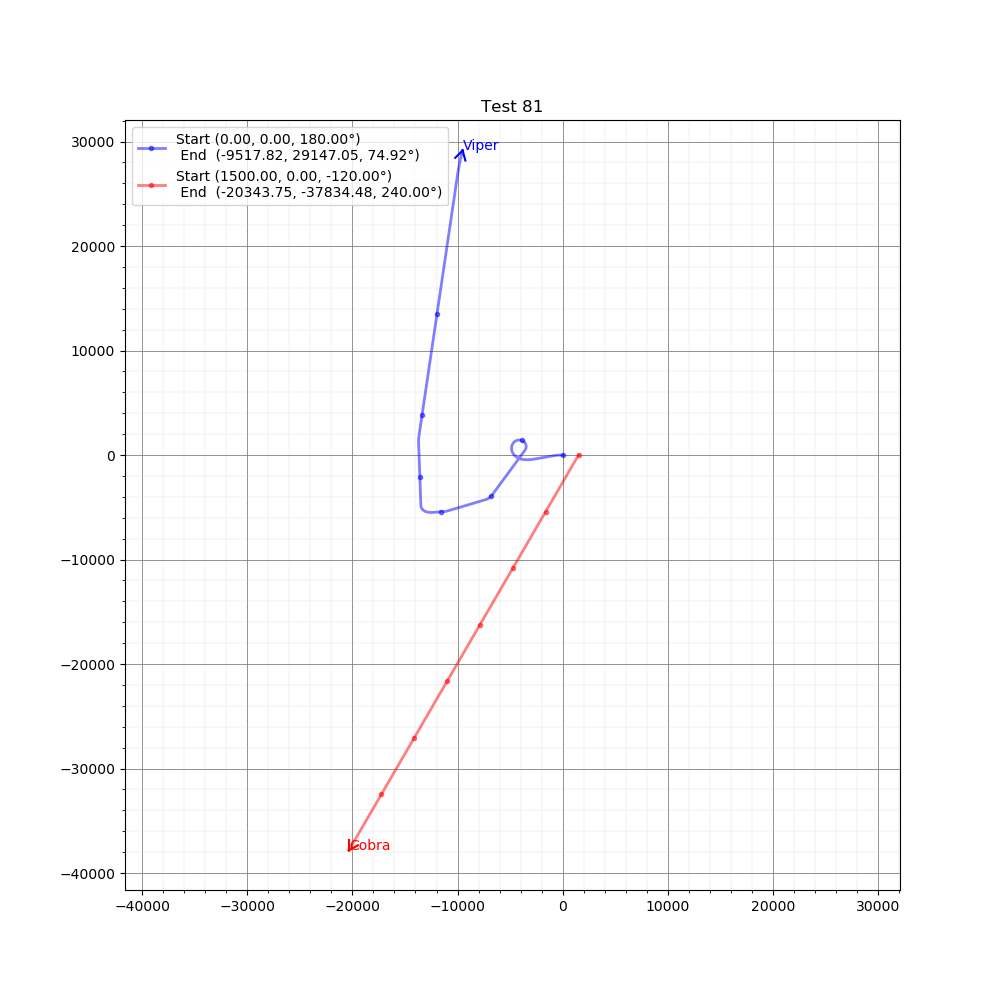 Test 81
Start (0.00, 0.00, 180.00°)
End (-9517.82, 29147.05, 74.92°)
Start (1500.00, 0.00, -120.00°)
End (-20343.75, -37834.48, 240.00°)
Viper
Cobra
30000
20000
10000
0
−10000
−20000
−30000
−40000
−40000 −30000 −20000 −10000 0 10000 20000 30000